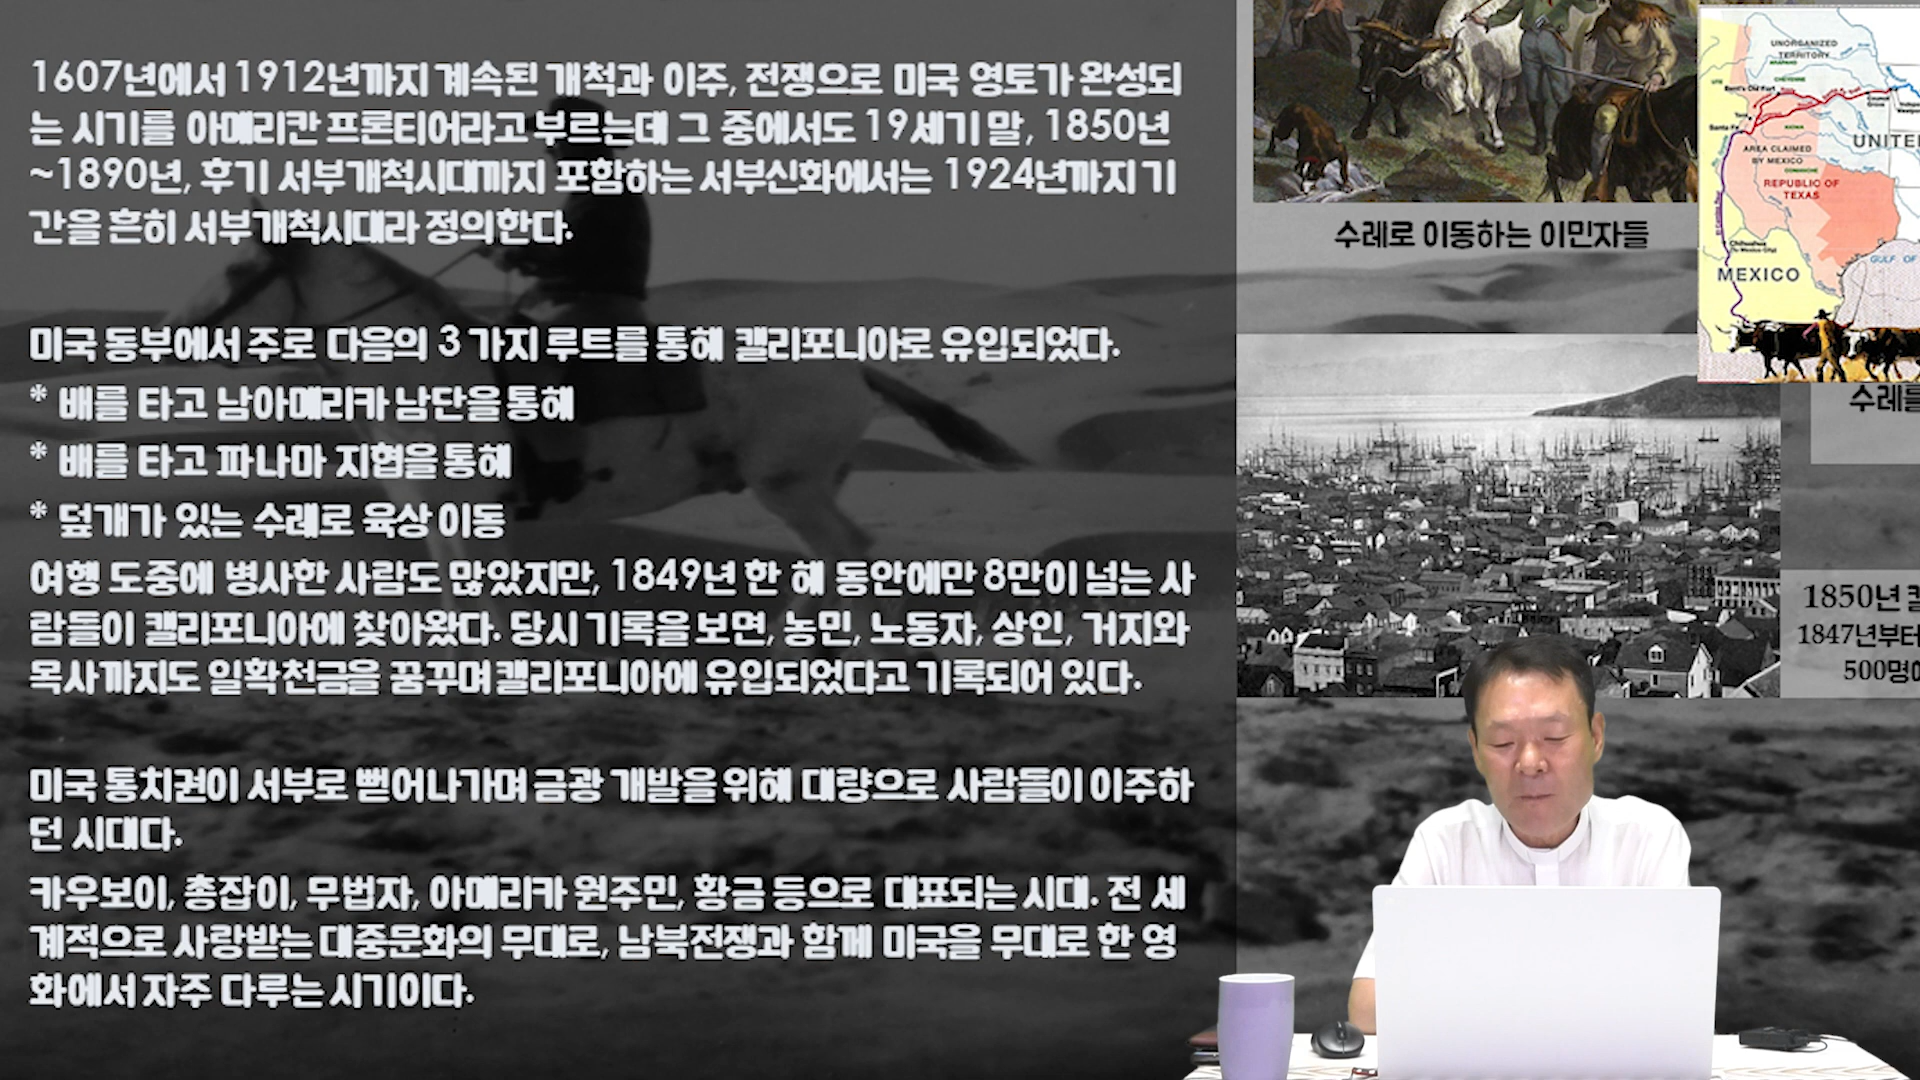 1607년에서 1912년까지 계속된 개척과 이주, 전쟁으로 미국 영토가 완성되
는 시기를 아메리칸 프론티어라고 부르는데 그 중에서도 19세기 말, 1850년
~1890년, 후기 서부개척시대까지 포함하는 서부신화에서는 1924년까지 기
간을 흔히 서부개척시대라 정의한다.
미국 동부에서 주로 다음의 3 가지 루트를 통해 캘리포니아로 유입되었다.
* 배를 타고 남아메리카 남단을 통해
* 배를 타고 파나마 지협을 통해
* 덮개가 있는 수레로 육상 이동
여행 도중에 병사한 사람도 많았지만, 1849년 한 해 동안에만 8만이 넘는 사
람들이 캘리포니아에 찾아왔다. 당시 기록을 보면, 농민, 노동자, 상인, 거지와
목사까지도 일확천금을 꿈꾸며 캘리포니아에 유입되었다고 기록되어 있다.
미국 통치권이 서부로 뻗어나가며 금광 개발을 위해 대량으로 사람들이 이주하
던 시대다.
카우보이, 총잡이, 무법자, 아메리카 원주민, 황금 등으로 대표되는 시대. 전 세
계적으로 사랑받는 대중문화의 무대로, 남북전쟁과 함께 미국을 무대로 한 영
화에서 자주 다루는 시기이다.
수레로 이동하는 이민자들
UNORGANIZED
TERRITORY
Bent's Old Fort
Santa Fe
UNITE
AREA CLAIMED
BY MEXICO
REPUBLIC OF
TEXAS
Chihuahua
MEXICO
GULF OF
수레를
1850년
1847년부터
500명